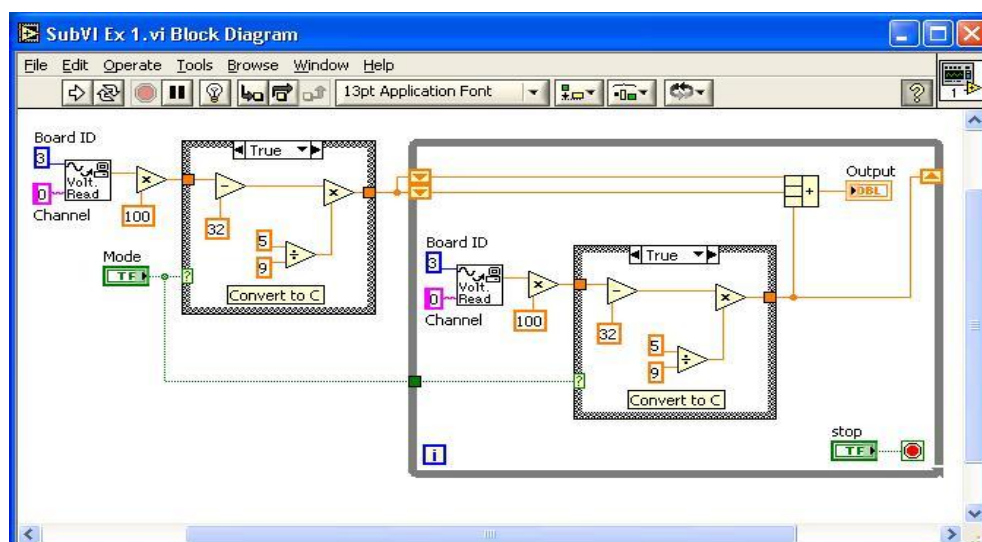 SubVI Ex 1.vi Block Diagram
File Edit Operate Tools Browse Window Help
13pt Application Font
?
1
Board ID
3
Volt.
Read
0
Channel
100
True
32
5
9
Convert to C
Mode
TF
?
Output
DBL
Board ID
3
Volt.
Read
0
Channel
100
True
32
5
9
Convert to C
?
i
stop
TF